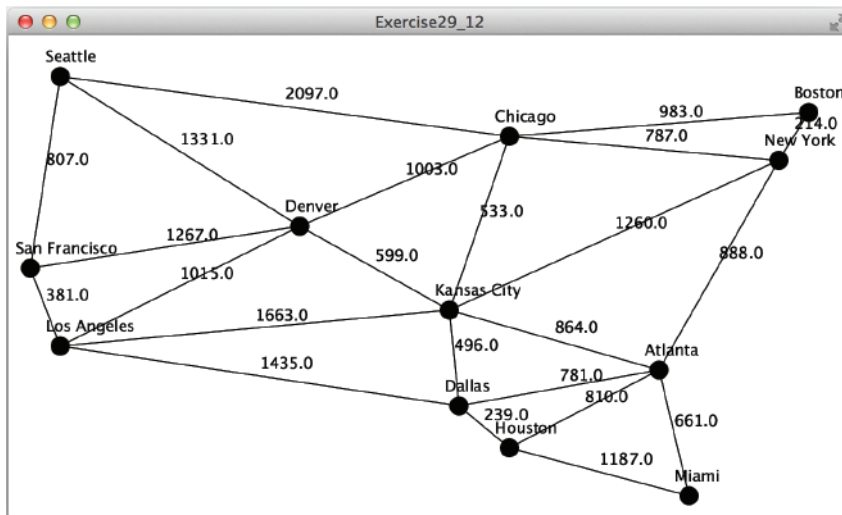 Exercise29_12
Seattle
2097.0
Chicago
983.0
Boston
214.0
787.0
New York
1331.0
807.0
1003.0
Denver
533.0
1260.0
1267.0
San Francisco
599.0
888.0
1015.0
381.0
Kansas City
1663.0
Los Angeles
864.0
496.0
Atlanta
1435.0
781.0
Dallas
810.0
239.0
Houston
661.0
1187.0
Miami